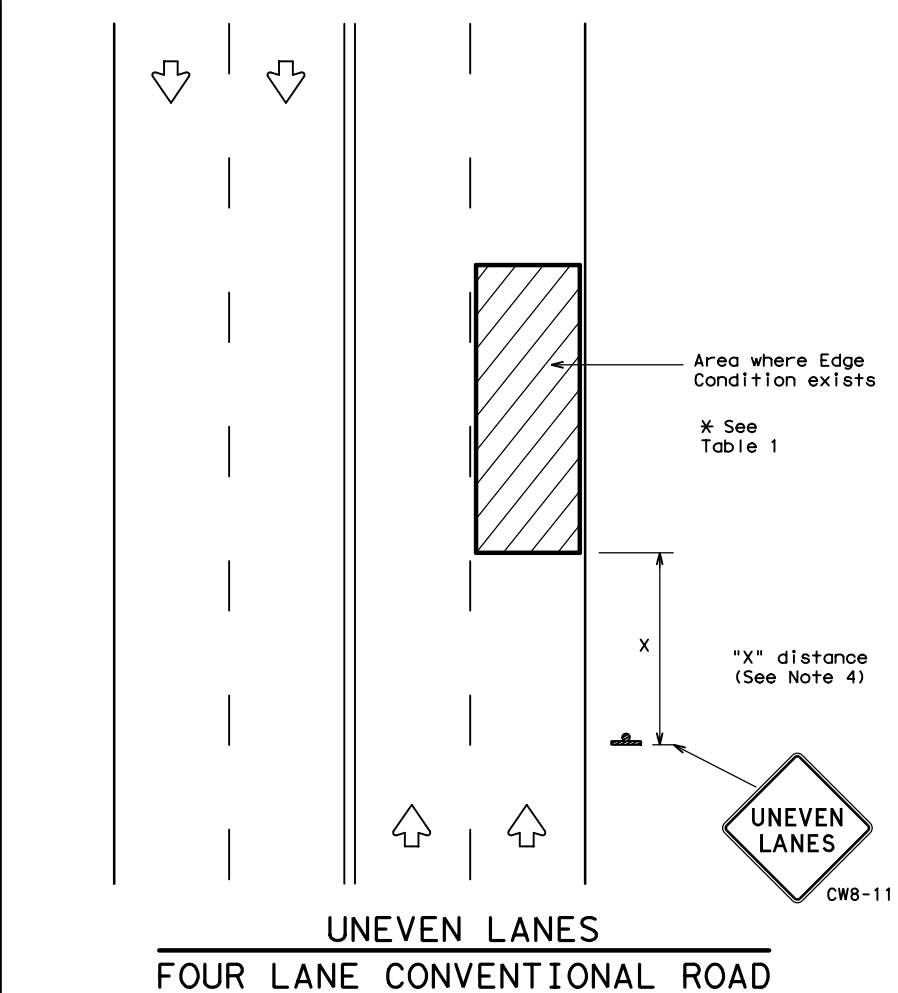 Area where Edge
Condition exists
* See
Table 1
X
"X" distance
(See Note 4)
UNEVEN
LANES
CW8-11
UNEVEN LANES
FOUR LANE CONVENTIONAL ROAD